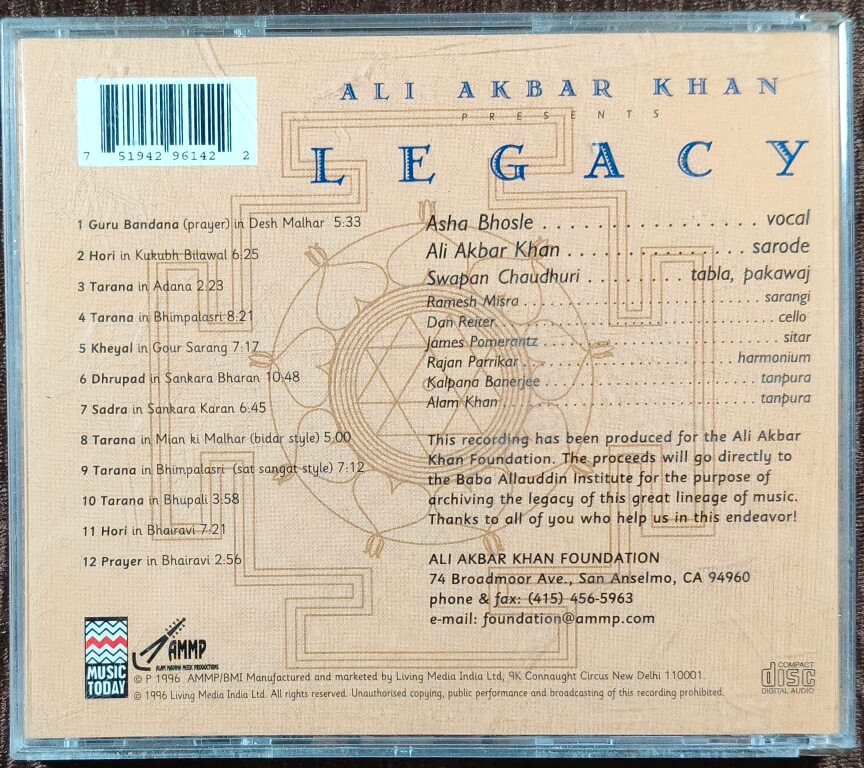 ALI AKBAR KHAN
PRESENTS
LEGACY
7 51942 96142 2
1 Guru Bandana (prayer) in Desh Malhar 5:33
2 Hori in Kukubh Bilawal 6:25
3 Tarana in Adana 2:23
4 Tarana in Bhimpalasri 8:21
5 Kheyal in Gour Sarang 7:17
6 Dhrupad in Sankara Bharan 10:48
7 Sadra in Sankara Karan 6:45
8 Tarana in Mian ki Malhar (bidar style) 5:00
9 Tarana in Bhimpalasri (sat sangat style) 7:12
10 Tarana in Bhupali 3:58
11 Hori in Bhairavi 7:21
12 Prayer in Bhairavi 2:56
Asha Bhosle . . . . . . . . . . . . . . . . . . vocal
Ali Akbar Khan . . . . . . . . . . . . . . . sarode
Swapan Chaudhuri . . . . . . . . tabla, pakawaj
Ramesh Misra . . . . . . . . . . . . . . . . . . . . . . . . sarangi
Dan Reiter. . . . . . . . . . . . . . . . . . . . . . . . . . . . cello
James Pomerantz . . . . . . . . . . . . . . . . . . . . . . . . sitar
Rajan Parrikar. . . . . . . . . . . . . . . . . . . . . harmonium
Kalpana Banerjee . . . . . . . . . . . . . . . . . . . . . tanpura
Alam Khan . . . . . . . . . . . . . . . . . . . . . . . . . . tanpura
This recording has been produced for the Ali Akbar
Khan Foundation. The proceeds will go directly to
the Baba Allauddin Institute for the purpose of
archiving the legacy of this great lineage of music.
Thanks to all of you who help us in this endeavor!
ALI AKBAR KHAN FOUNDATION
74 Broadmoor Ave., San Anselmo, CA 94960
phone & fax: (415) 456-5963
e-mail: foundation@ammp.com
MUSIC
TODAY
AMMP
ALAM MADINA MUSIC PRODUCTIONS
© P 1996 AMMP/BMI Manufactured and marketed by Living Media India Ltd, 9K Connaught Circus New Delhi 110001.
© 1996 Living Media India Ltd. All rights reserved. Unauthorised copying, public performance and broadcasting of this recording prohibited.
COMPACT
disc
DIGITAL AUDIO